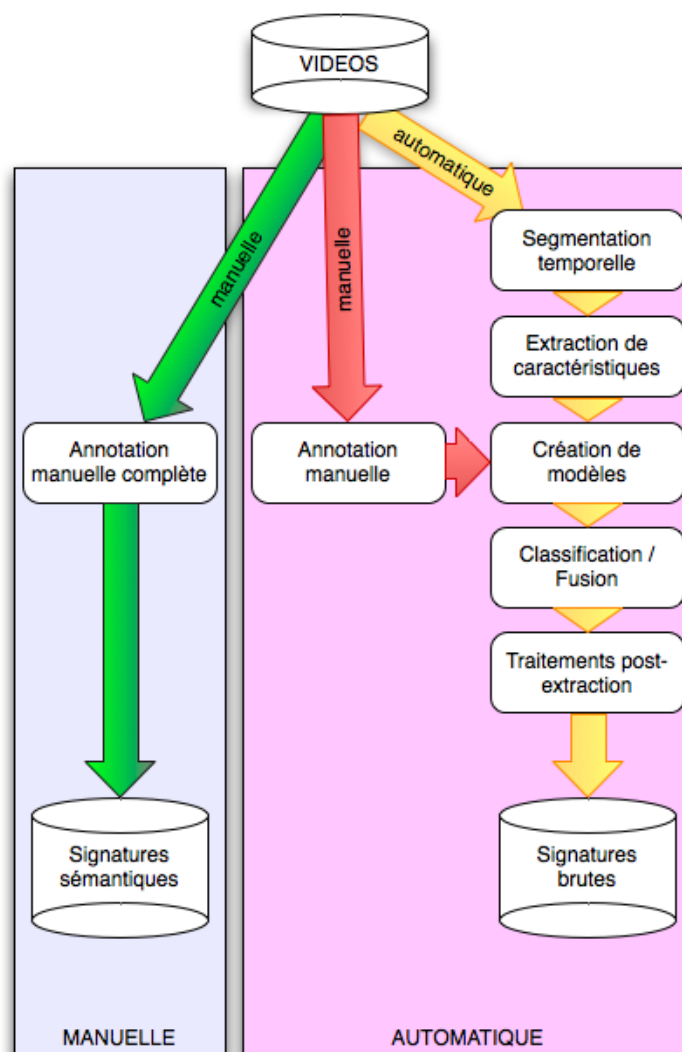 VIDEOS
manuelle
manuelle
automatique
Segmentation
temporelle
Extraction de
caractéristiques
Annotation
manuelle complète
Annotation
manuelle
Création de
modèles
Classification /
Fusion
Traitements post-
extraction
Signatures
sémantiques
Signatures
brutes
MANUELLE
AUTOMATIQUE